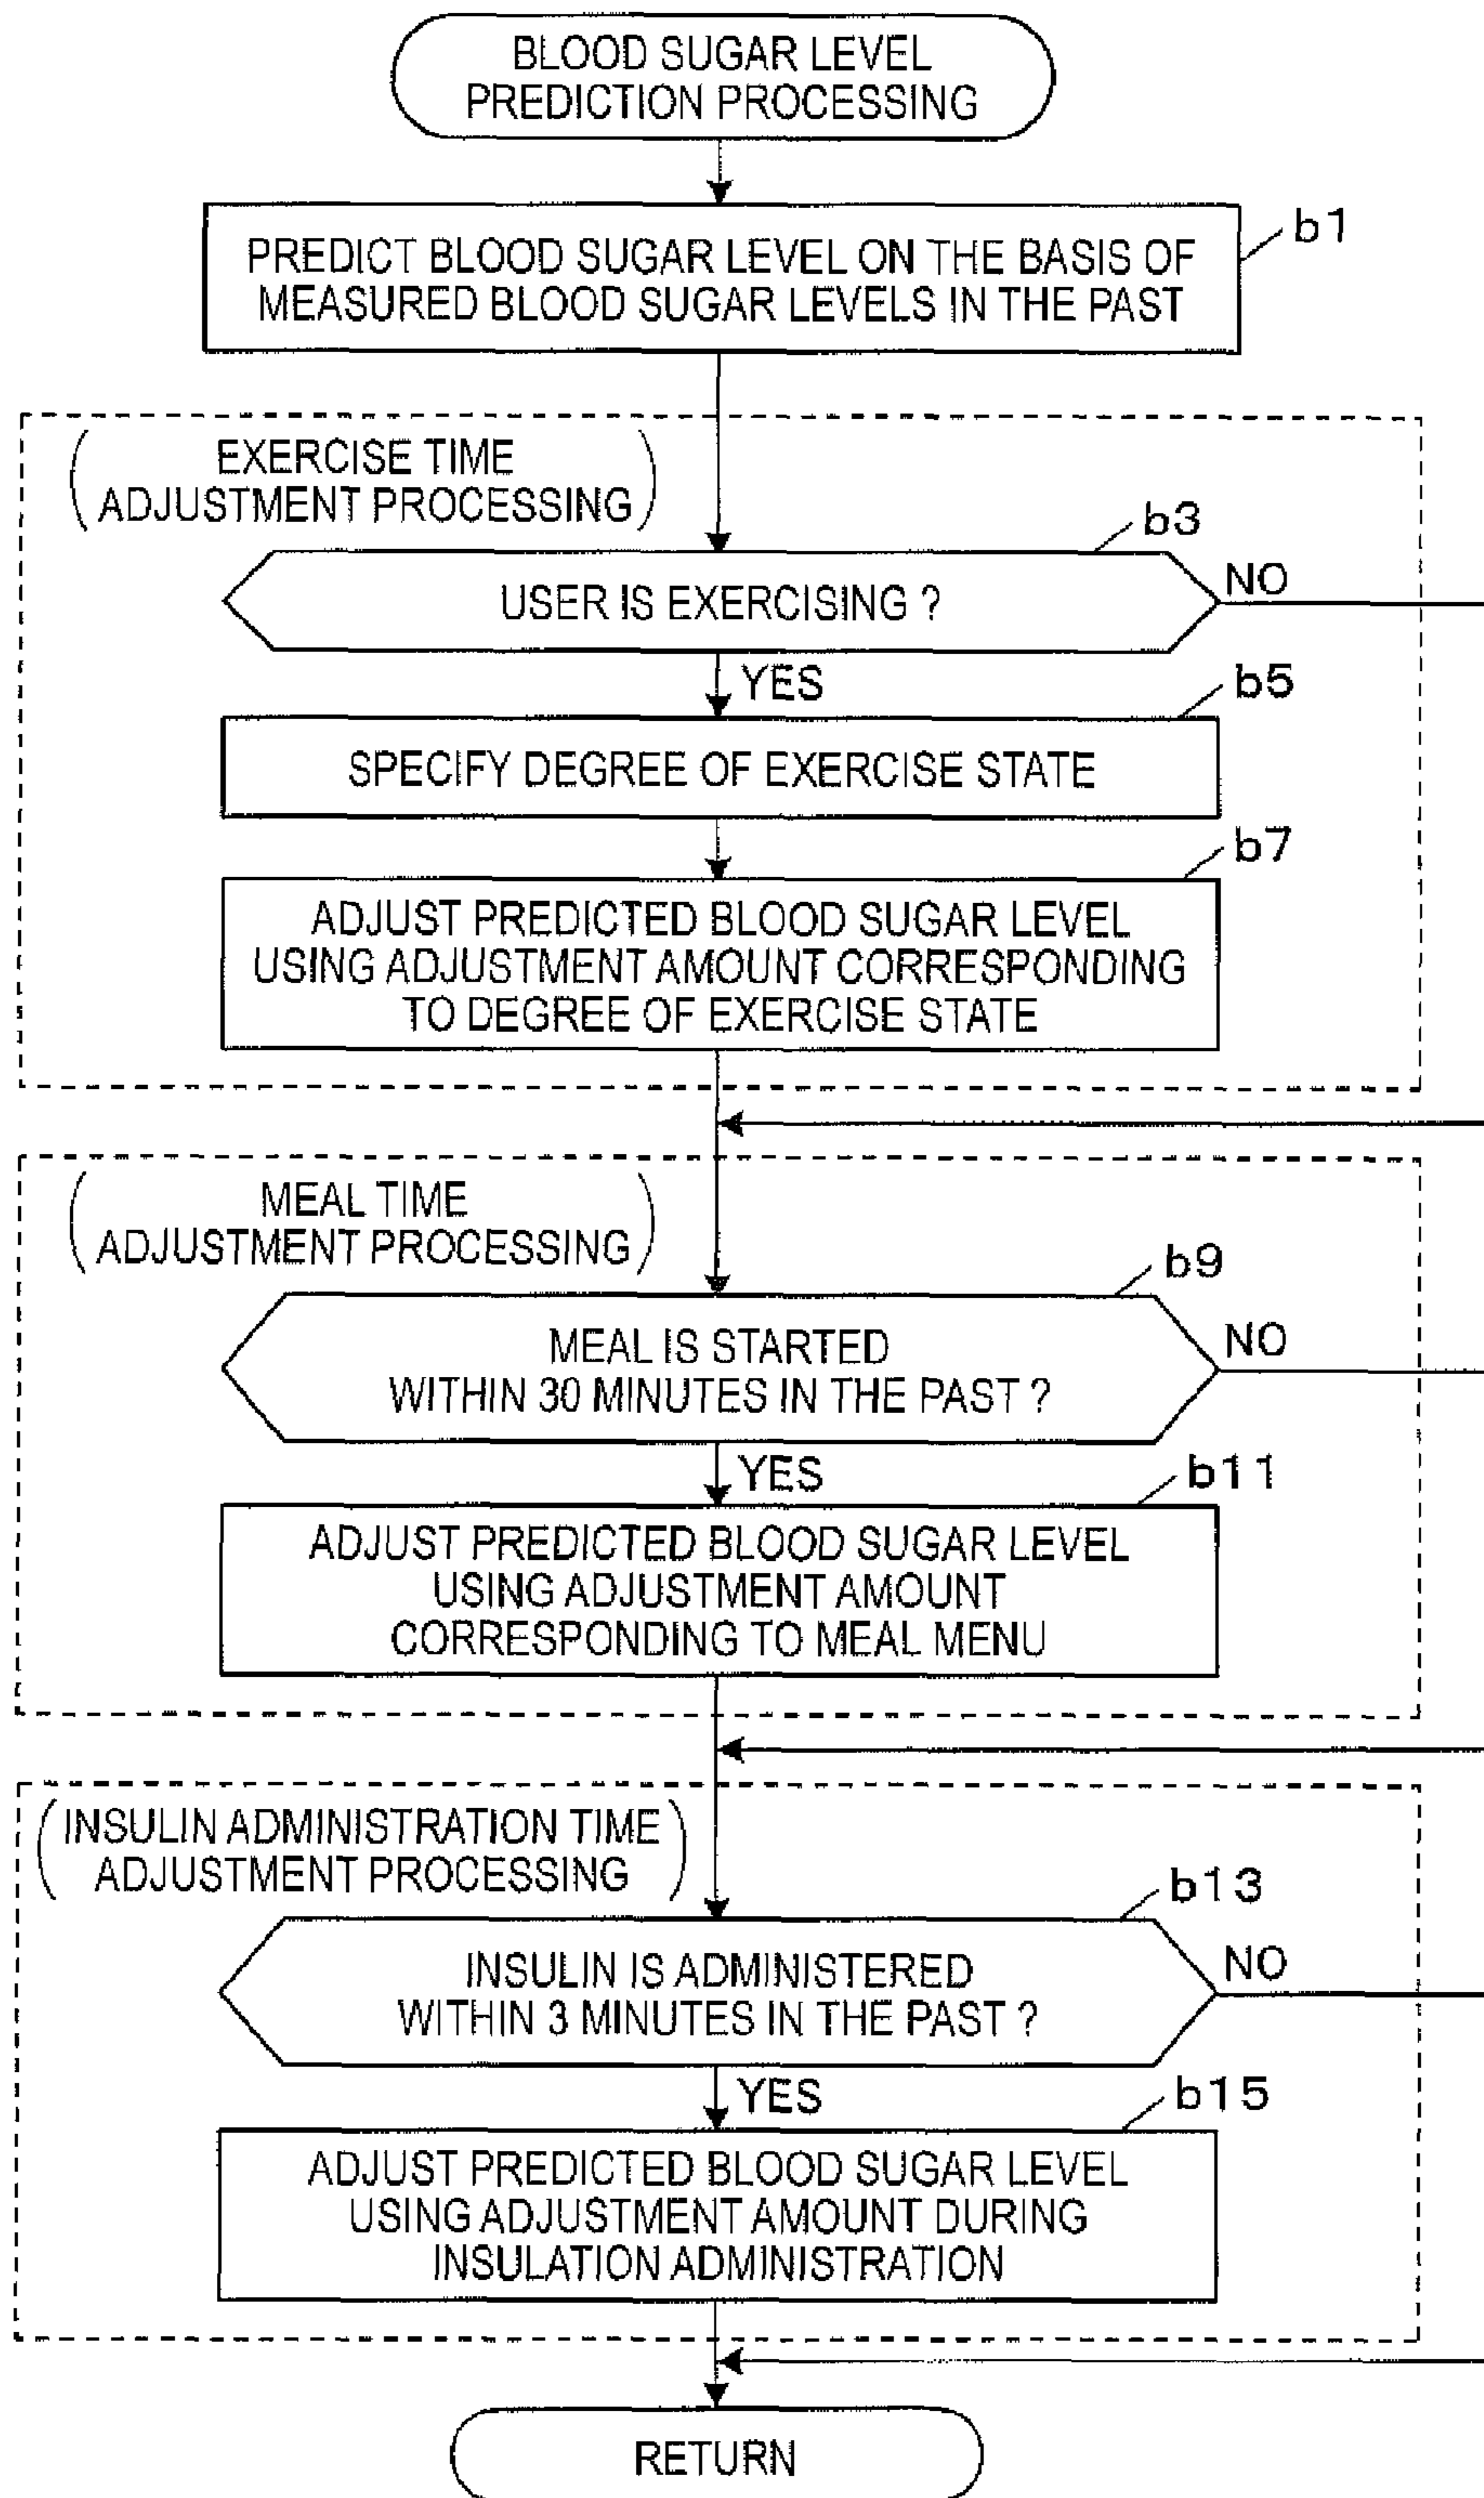 BLOOD SUGAR LEVEL
PREDICTION PROCESSING
b1
PREDICT BLOOD SUGAR LEVEL ON THE BASIS OF
MEASURED BLOOD SUGAR LEVELS IN THE PAST
(EXERCISE TIME
ADJUSTMENT PROCESSING)
b3
USER IS EXERCISING ?
NO
YES
b5
SPECIFY DEGREE OF EXERCISE STATE
b7
ADJUST PREDICTED BLOOD SUGAR LEVEL
USING ADJUSTMENT AMOUNT CORRESPONDING
TO DEGREE OF EXERCISE STATE
(MEAL TIME
ADJUSTMENT PROCESSING)
b9
MEAL IS STARTED
WITHIN 30 MINUTES IN THE PAST ?
NO
YES
b11
ADJUST PREDICTED BLOOD SUGAR LEVEL
USING ADJUSTMENT AMOUNT
CORRESPONDING TO MEAL MENU
(INSULIN ADMINISTRATION TIME
ADJUSTMENT PROCESSING)
b13
INSULIN IS ADMINISTERED
WITHIN 3 MINUTES IN THE PAST ?
NO
YES
b15
ADJUST PREDICTED BLOOD SUGAR LEVEL
USING ADJUSTMENT AMOUNT DURING
INSULATION ADMINISTRATION
RETURN